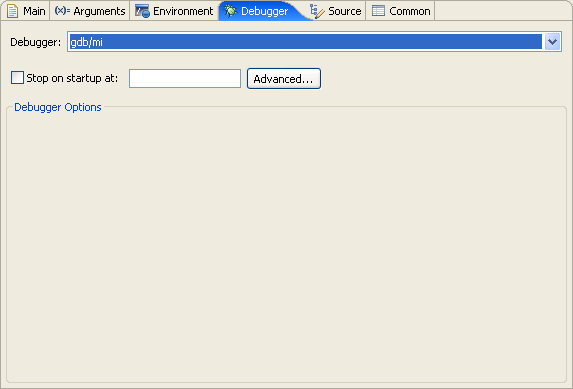 Main (x)= Arguments Environment Debugger Source Common
Debugger: gdb/mi
Stop on startup at: Advanced...
Debugger Options